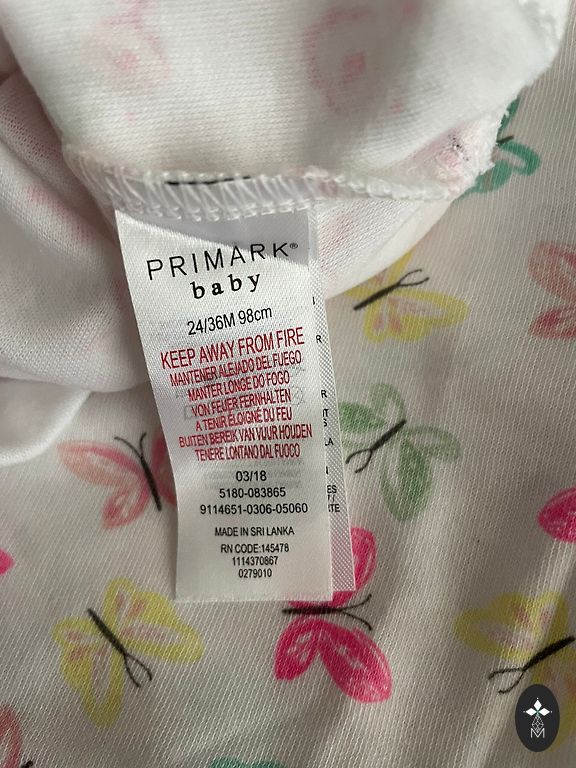 PRIMARK®
baby
24/36M 98cm
KEEP AWAY FROM FIRE
MANTENER ALEJADO DEL FUEGO
MANTER LONGE DO FOGO
VON FEUER FERNHALTEN
A TENIR ÉLOIGNÉ DU FEU
BUITEN BEREIK VAN VUUR HOUDEN
TENERE LONTANO DAL FUOCO
03/18
5180-083865
9114651-0306-05060
MADE IN SRI LANKA
RN CODE:145478
1114370867
0279010